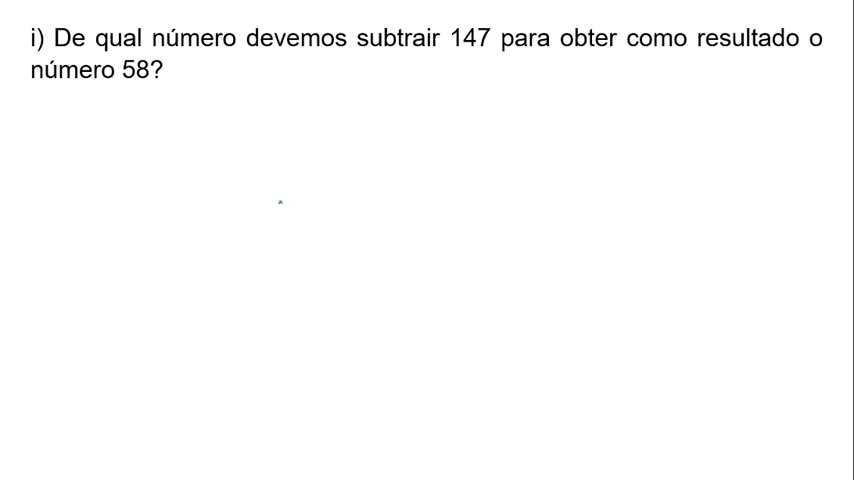 i) De qual número devemos subtrair 147 para obter como resultado o
número 58?